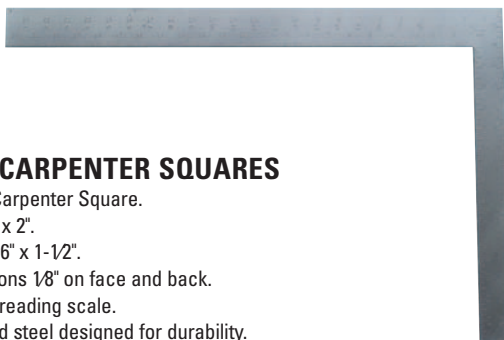 CARPENTER SQUARES
Carpenter Square.
x 2".
6" x 1-1/2".
ons 1/8" on face and back.
reading scale.
d steel designed for durability.